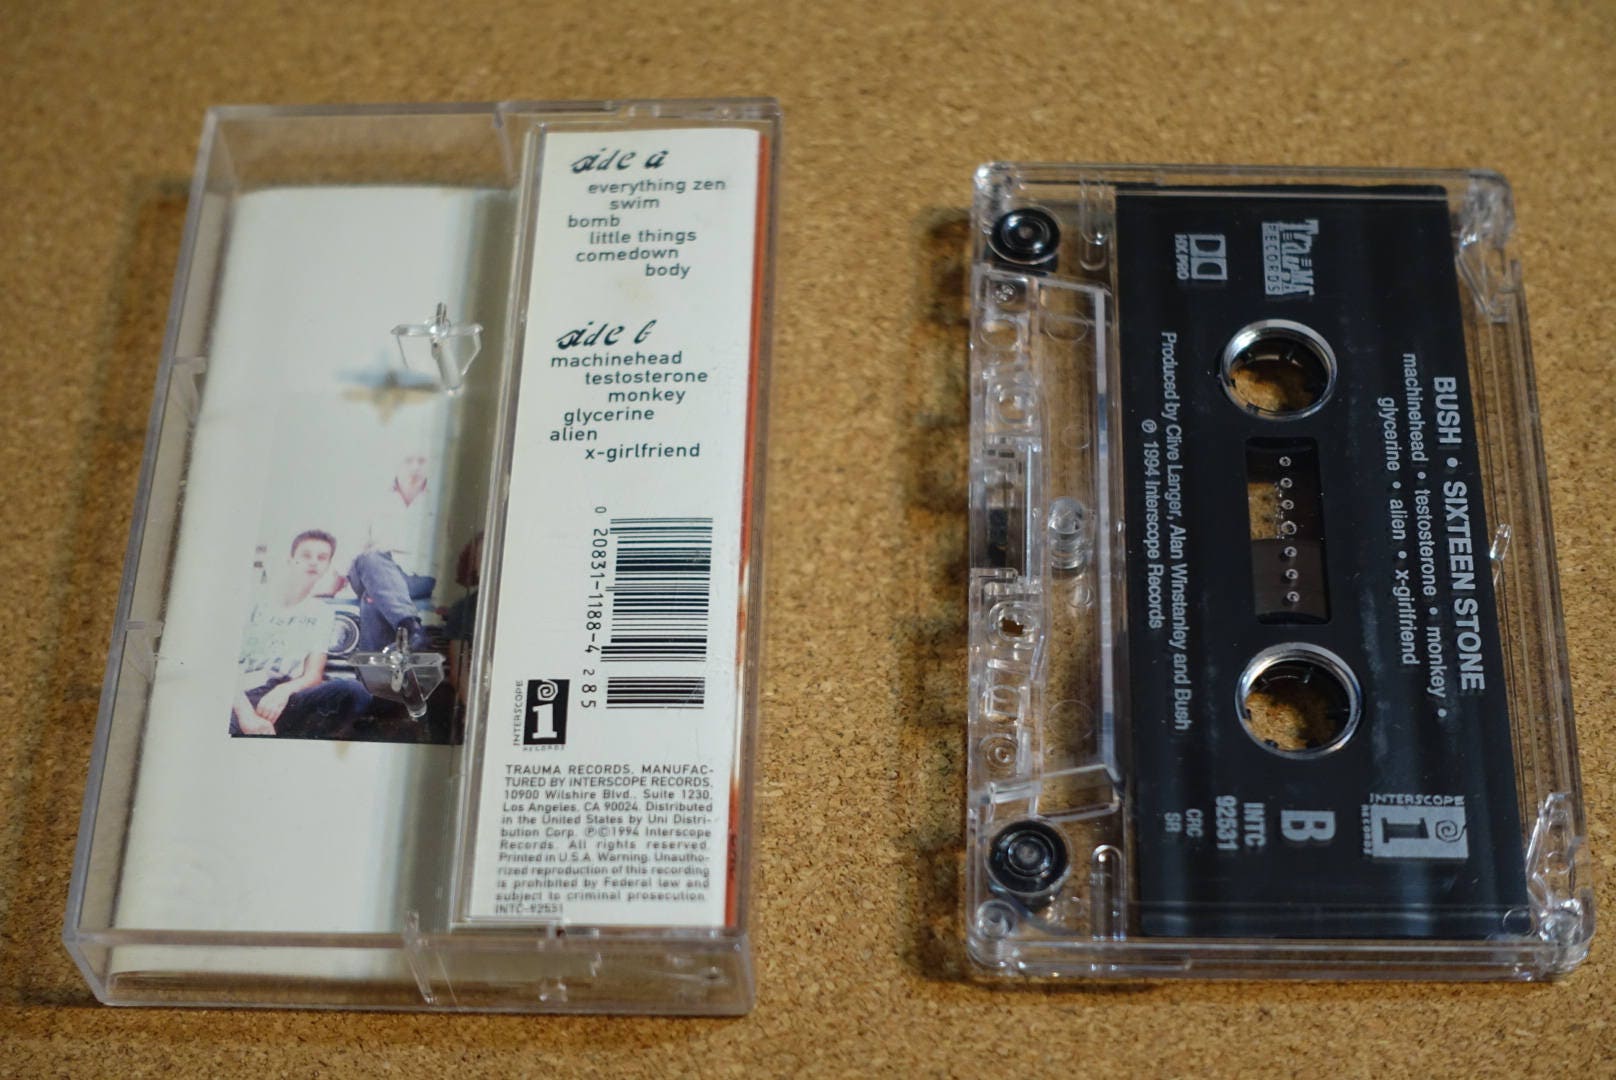 side a
everything zen
swim
bomb
little things
comedown
body
side b
machinehead
testosterone
monkey
glycerine
alien
x-girlfriend
0 20831-1188-4 285
INTERSCOPE
RECORDS
TRAUMA RECORDS, MANUFAC-
TURED BY INTERSCOPE RECORDS,
10900 Wilshire Blvd., Suite 1230,
Los Angeles, CA 90024. Distributed
in the United States by Uni Distri-
bution Corp. ℗©1994 Interscope
Records. All rights reserved.
Printed in U.S.A. Warning. Unautho-
rized reproduction of this recording
is prohibited by Federal law and
subject to criminal prosecution.
INTC-92531
BUSH • SIXTEEN STONE
machinehead • testosterone • monkey •
glycerine • alien • x-girlfriend
TRAUMA
RECORDS
HX PRO
INTERSCOPE
RECORDS
B
INTC
92531
CRC
SR
Produced by Clive Langer, Alan Winstanley and Bush
℗ 1994 Interscope Records